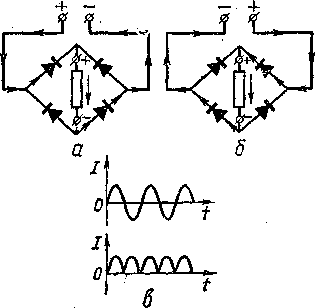 + − − +
+ +
− −
а б
I
0 t
I
0 t
в